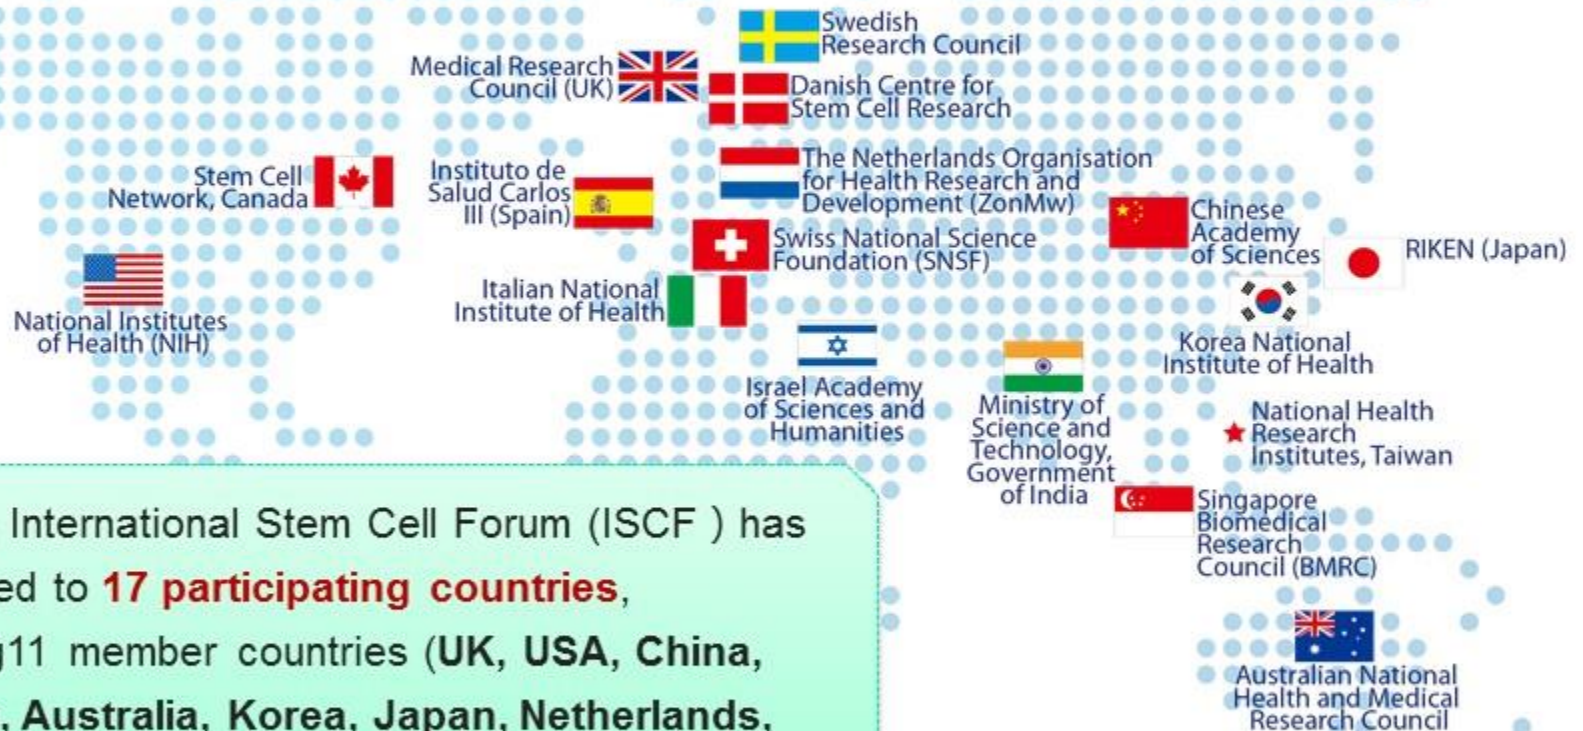 Swedish
Research Council
Medical Research
Council (UK)
Danish Centre for
Stem Cell Research
Stem Cell
Network, Canada
Instituto de
Salud Carlos
III (Spain)
The Netherlands Organisation
for Health Research and
Development (ZonMw)
Chinese
Academy
of Sciences
RIKEN (Japan)
Swiss National Science
Foundation (SNSF)
Italian National
Institute of Health
National Institutes
of Health (NIH)
Korea National
Institute of Health
Israel Academy
of Sciences and
Humanities
Ministry of
Science and
Technology,
Government
of India
National Health
Research
Institutes, Taiwan
Singapore
Biomedical
Research
Council (BMRC)
Australian National
Health and Medical
Research Council
International Stem Cell Forum (ISCF ) has
ed to 17 participating countries,
g11 member countries (UK, USA, China,
, Australia, Korea, Japan, Netherlands,